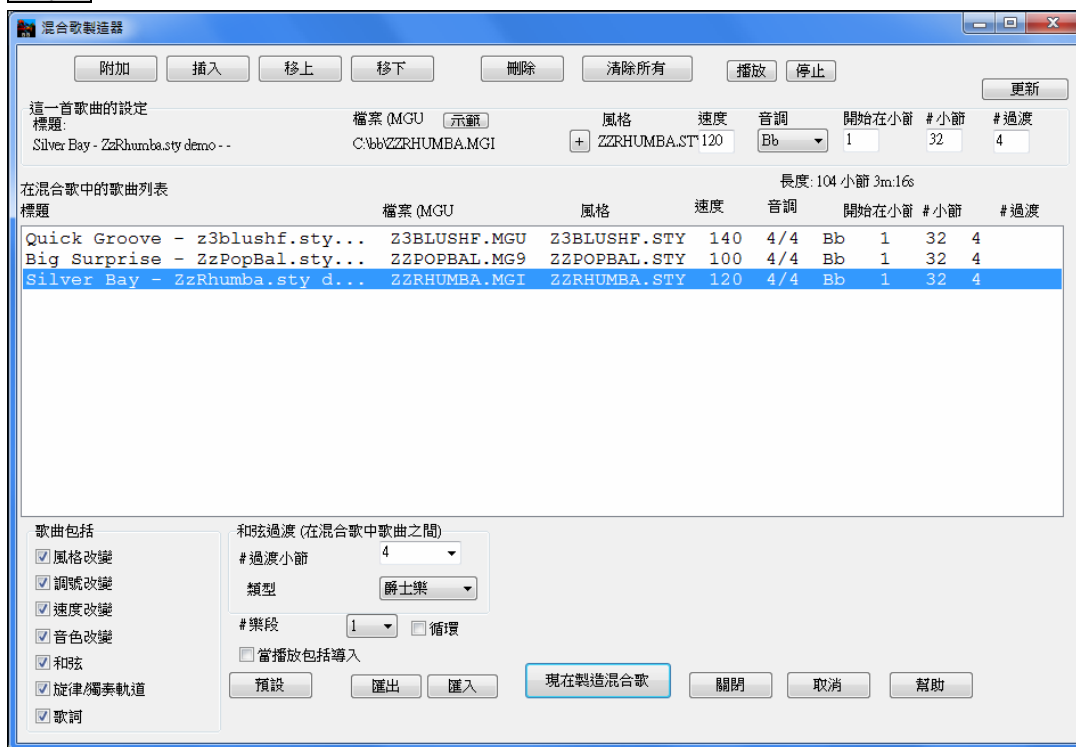 混合歌製造器
附加 插入 移上 移下 刪除 清除所有 播放 停止
更新
這一首歌曲的設定
標題: 檔案 (MGU 示範 風格 速度 音調 開始在小節 #小節 #過渡
Silver Bay - ZzRhumba.sty demo - - C:\bb\ZZRHUMBA.MGI + ZZRHUMBA.ST 120 Bb 1 32 4
長度: 104 小節 3m:16s
在混合歌中的歌曲列表
標題 檔案 (MGU 風格 速度 音調 開始在小節 #小節 #過渡
Quick Groove - z3blushf.sty... Z3BLUSHF.MGU Z3BLUSHF.STY 140 4/4 Bb 1 32 4
Big Surprise - ZzPopBal.sty... ZZPOPBAL.MG9 ZZPOPBAL.STY 100 4/4 Bb 1 32 4
Silver Bay - ZzRhumba.sty d... ZZRHUMBA.MGI ZZRHUMBA.STY 120 4/4 Bb 1 32 4
歌曲包括
風格改變
調號改變
速度改變
音色改變
和弦
旋律/獨奏軌道
歌詞
和弦過渡 (在混合歌中歌曲之間)
#過渡小節 4
類型 爵士樂
#樂段 1 循環
當播放包括導入
預設 匯出 匯入 現在製造混合歌 關閉 取消 幫助